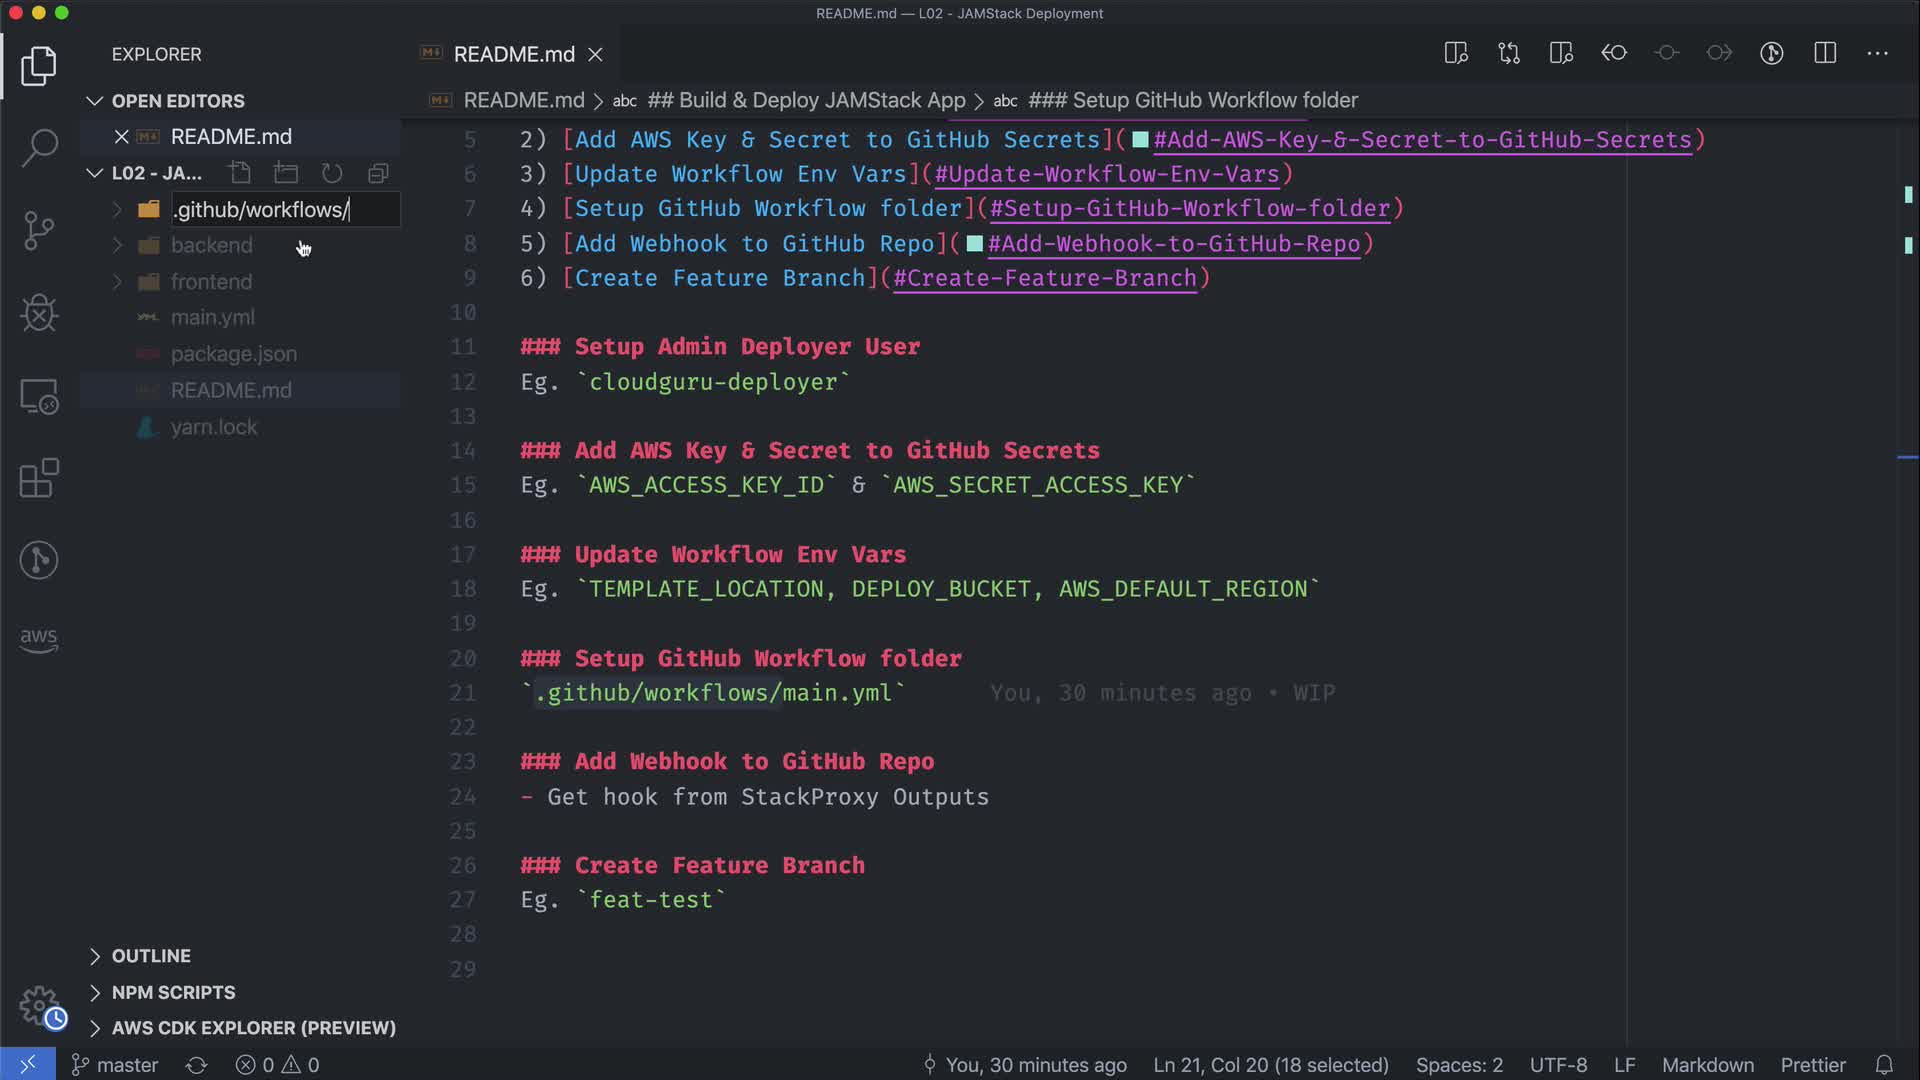 README.md — L02 - JAMStack Deployment
EXPLORER
OPEN EDITORS
README.md
L02 - JA...
.github/workflows/
backend
frontend
main.yml
package.json
README.md
yarn.lock
aws
OUTLINE
NPM SCRIPTS
AWS CDK EXPLORER (PREVIEW)
README.md
README.md > abc ## Build & Deploy JAMStack App > abc ### Setup GitHub Workflow folder
5 2) [Add AWS Key & Secret to GitHub Secrets](#Add-AWS-Key-&-Secret-to-GitHub-Secrets)
6 3) [Update Workflow Env Vars](#Update-Workflow-Env-Vars)
7 4) [Setup GitHub Workflow folder](#Setup-GitHub-Workflow-folder)
8 5) [Add Webhook to GitHub Repo](#Add-Webhook-to-GitHub-Repo)
9 6) [Create Feature Branch](#Create-Feature-Branch)
10
11 ### Setup Admin Deployer User
12 Eg. `cloudguru-deployer`
13
14 ### Add AWS Key & Secret to GitHub Secrets
15 Eg. `AWS_ACCESS_KEY_ID` & `AWS_SECRET_ACCESS_KEY`
16
17 ### Update Workflow Env Vars
18 Eg. `TEMPLATE_LOCATION, DEPLOY_BUCKET, AWS_DEFAULT_REGION`
19
20 ### Setup GitHub Workflow folder
21 `.github/workflows/main.yml` You, 30 minutes ago • WIP
22
23 ### Add Webhook to GitHub Repo
24 - Get hook from StackProxy Outputs
25
26 ### Create Feature Branch
27 Eg. `feat-test`
28
29
master 0 0 You, 30 minutes ago Ln 21, Col 20 (18 selected) Spaces: 2 UTF-8 LF Markdown Prettier